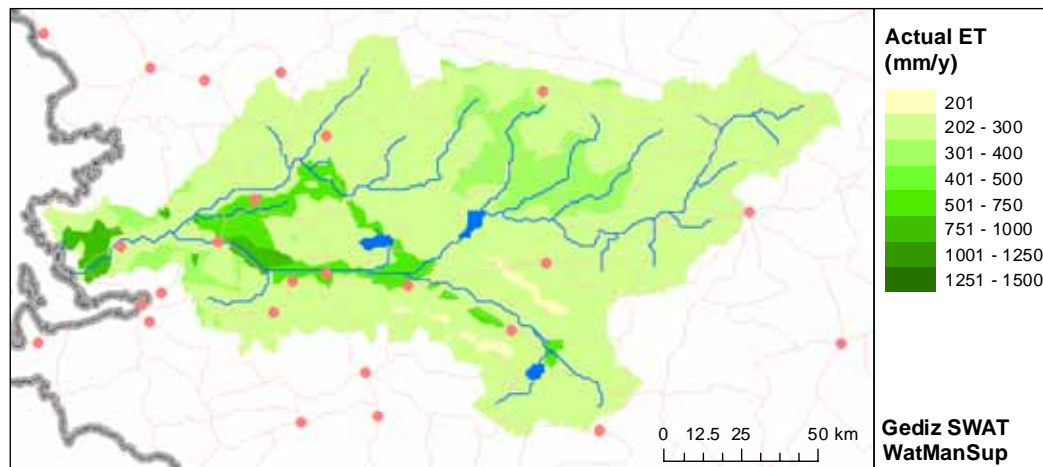 Actual ET
(mm/y)
201
202 - 300
301 - 400
401 - 500
501 - 750
751 - 1000
1001 - 1250
1251 - 1500
0 12.5 25 50 km
Gediz SWAT
WatManSup